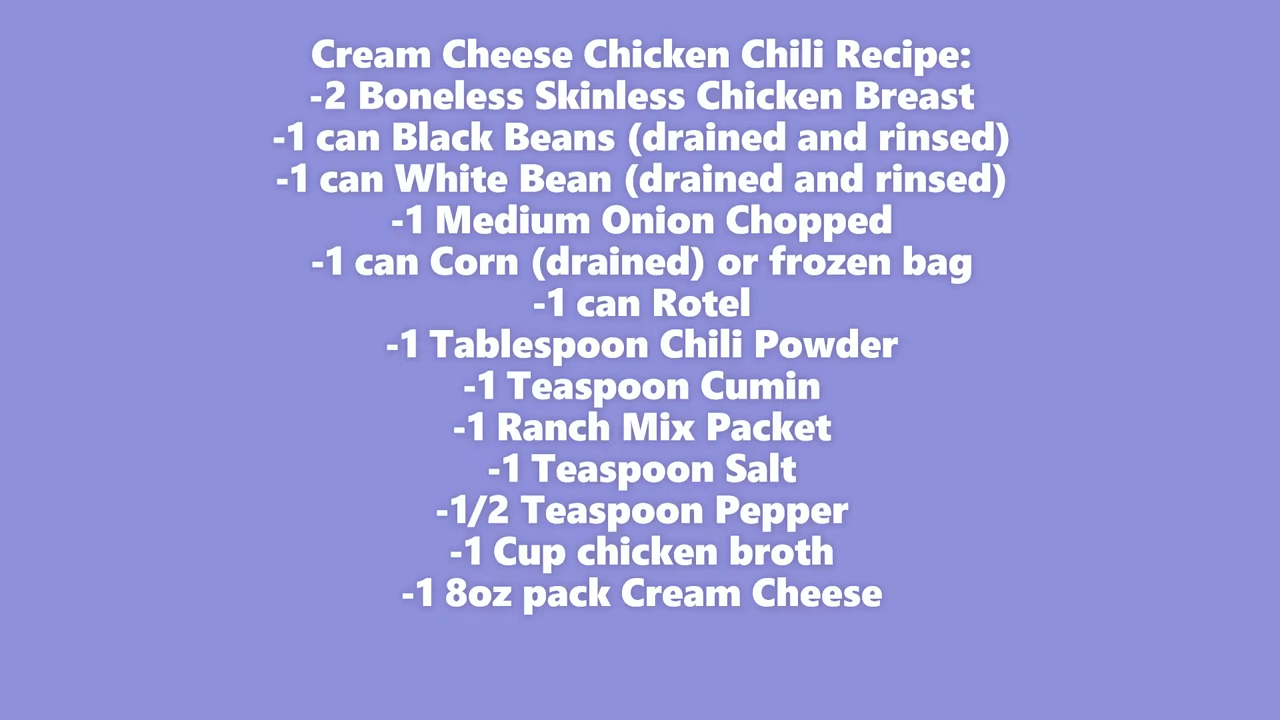 Cream Cheese Chicken Chili Recipe:
-2 Boneless Skinless Chicken Breast
-1 can Black Beans (drained and rinsed)
-1 can White Bean (drained and rinsed)
-1 Medium Onion Chopped
-1 can Corn (drained) or frozen bag
-1 can Rotel
-1 Tablespoon Chili Powder
-1 Teaspoon Cumin
-1 Ranch Mix Packet
-1 Teaspoon Salt
-1/2 Teaspoon Pepper
-1 Cup chicken broth
-1 8oz pack Cream Cheese